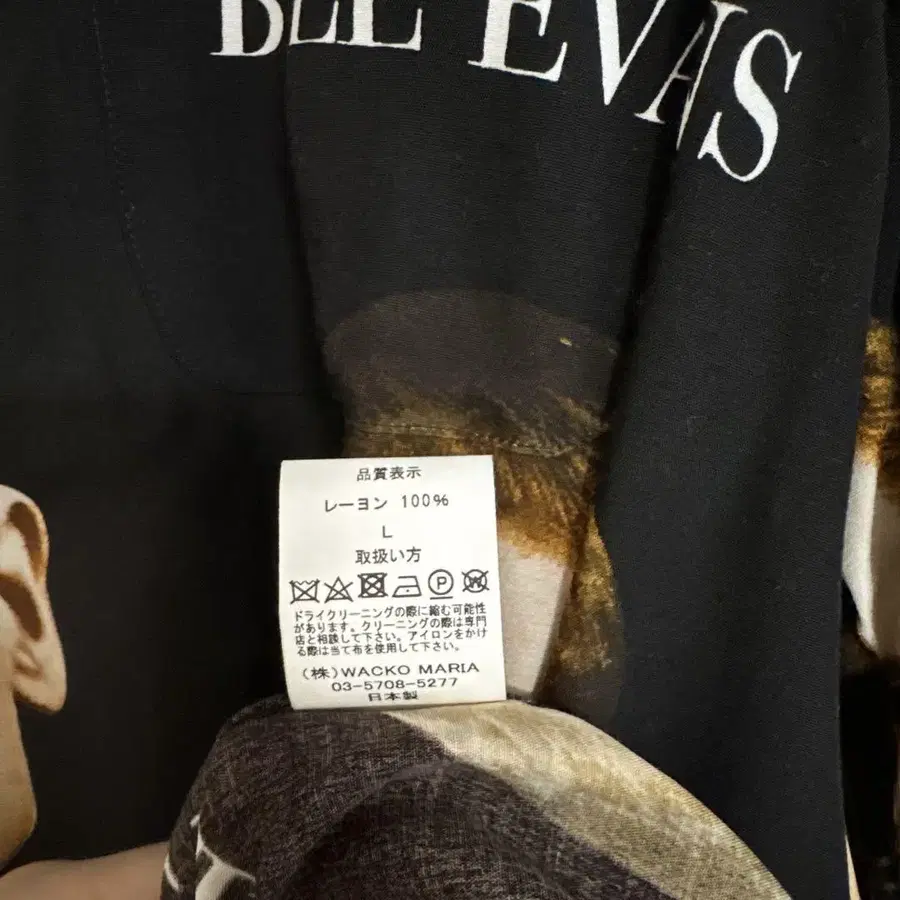 BLL EVANS
品質表示
レーヨン 100%
L
取扱い方
ドライクリーニングの際に縮む可能性
があります。クリーニングの際は専門
店と相談して下さい。アイロンをかけ
る際は当て布を使用して下さい。
(株)WACKO MARIA
03-5708-5277
日本製